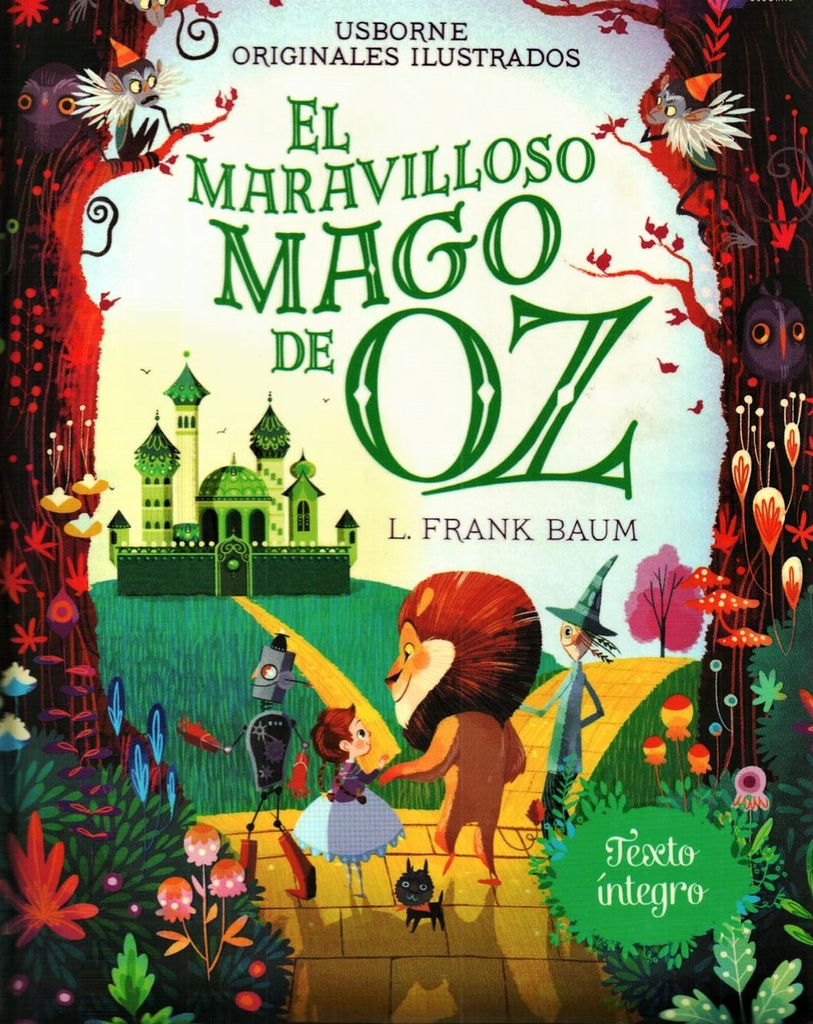 USBORNE
ORIGINALES ILUSTRADOS
EL
MARAVILLOSO
MAGO
DE
OZ
L. FRANK BAUM
Texto
íntegro